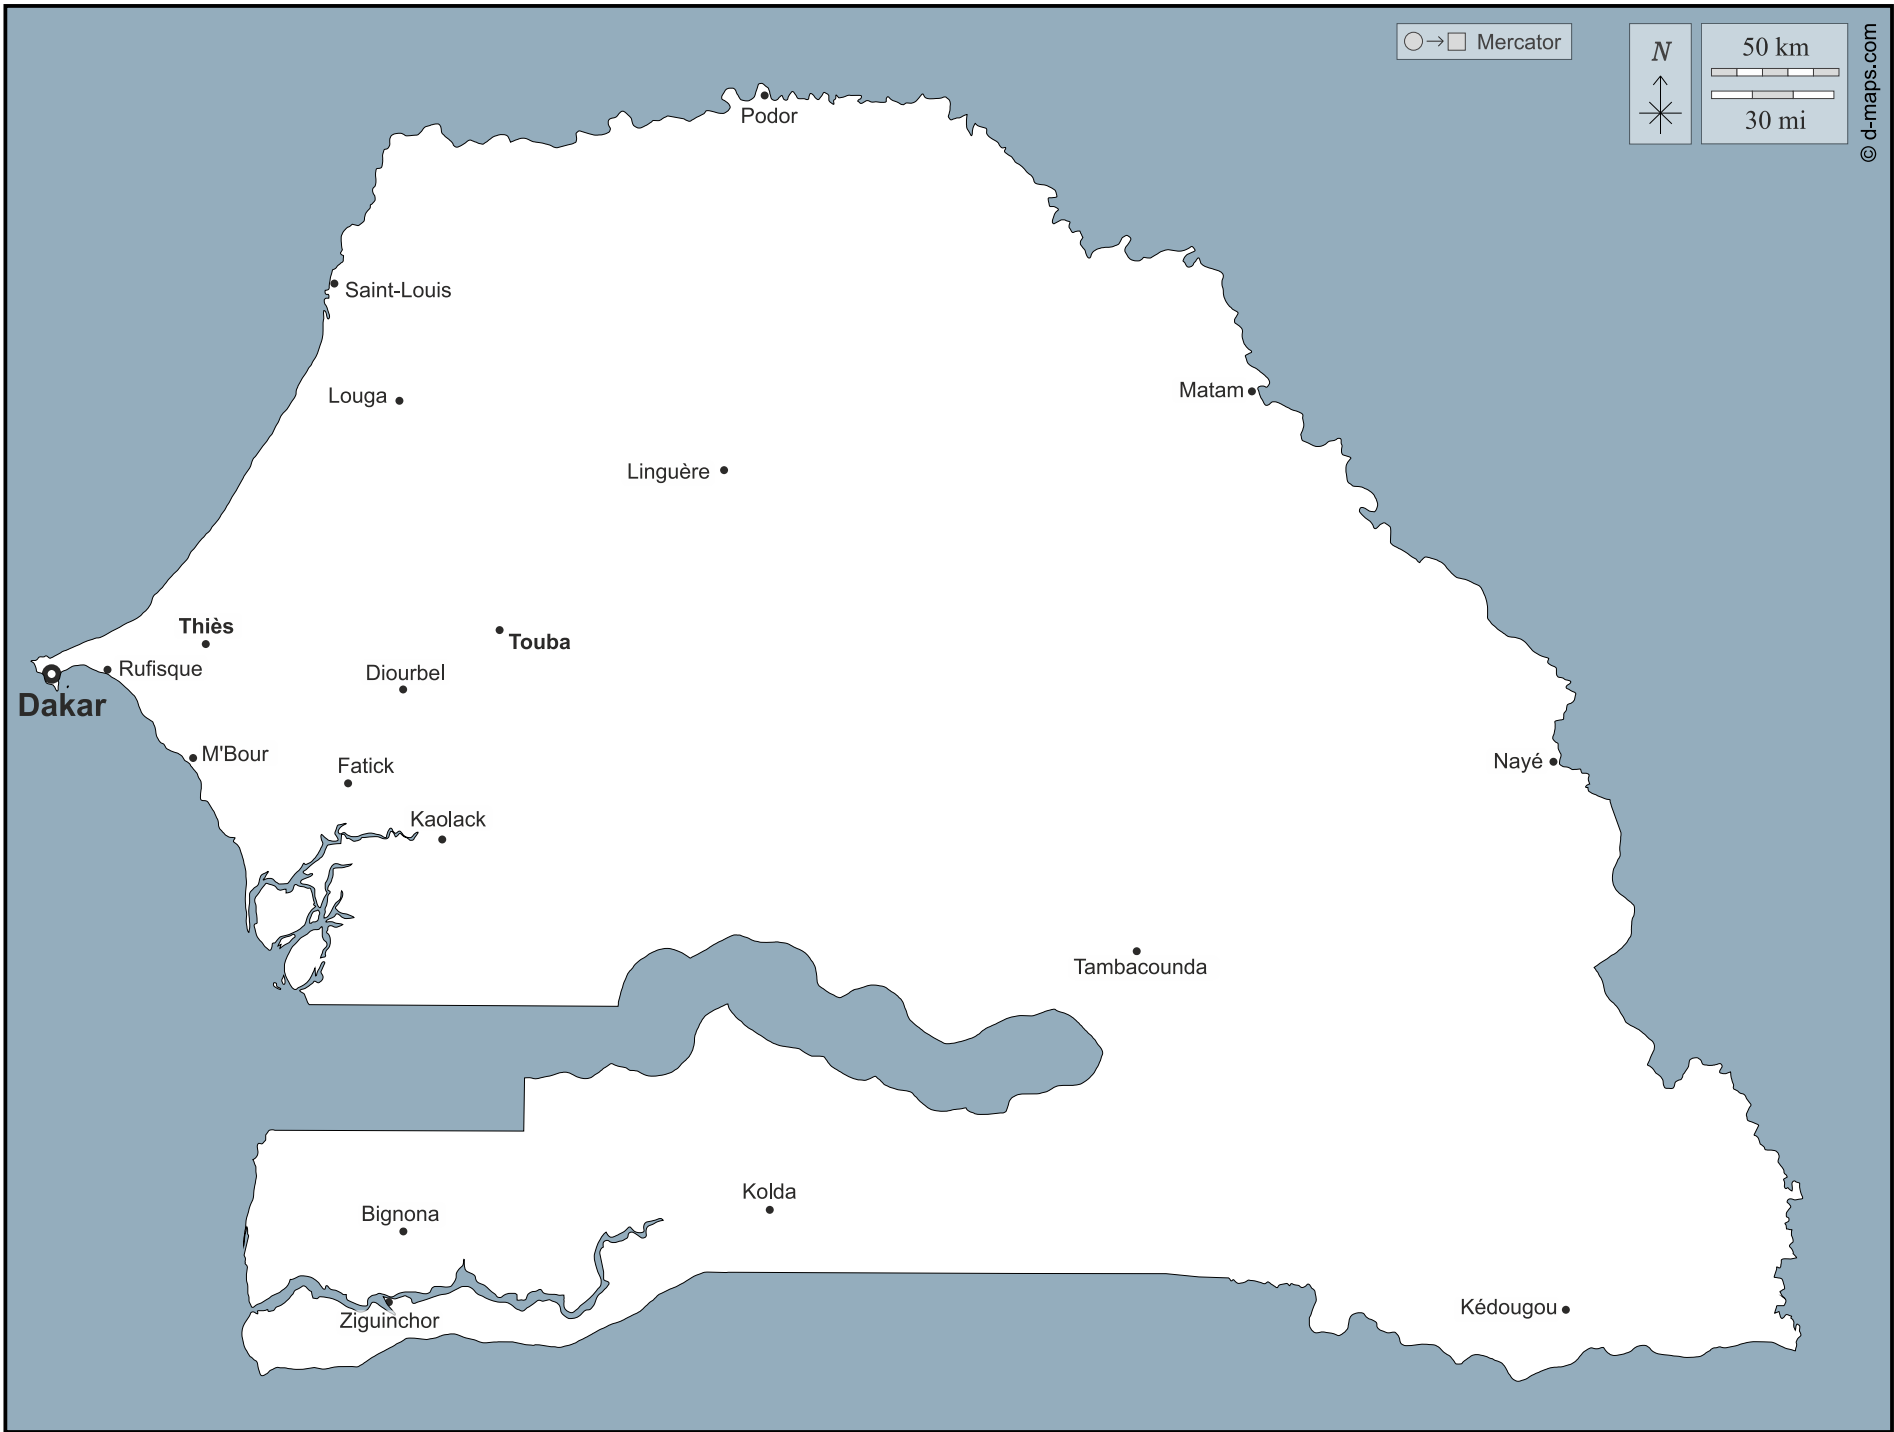 Mercator
N
50 km
30 mi
© d-maps.com
Podor
Saint-Louis
Louga
Matam
Linguère
Thiès
Touba
Rufisque
Diourbel
Dakar
M'Bour
Fatick
Nayé
Kaolack
Tambacounda
Kolda
Bignona
Kédougou
Ziguinchor